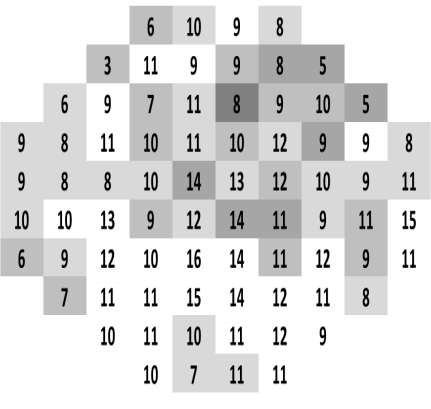 6 10 9 8
3 11 9 9 8 5
6 9 7 11 8 9 10 5
9 8 11 10 11 10 12 9 9 8
9 8 8 10 14 13 12 10 9 11
10 10 13 9 12 14 11 9 11 15
6 9 12 10 16 14 11 12 9 11
7 11 11 15 14 12 11 8
10 11 10 11 12 9
10 7 11 11